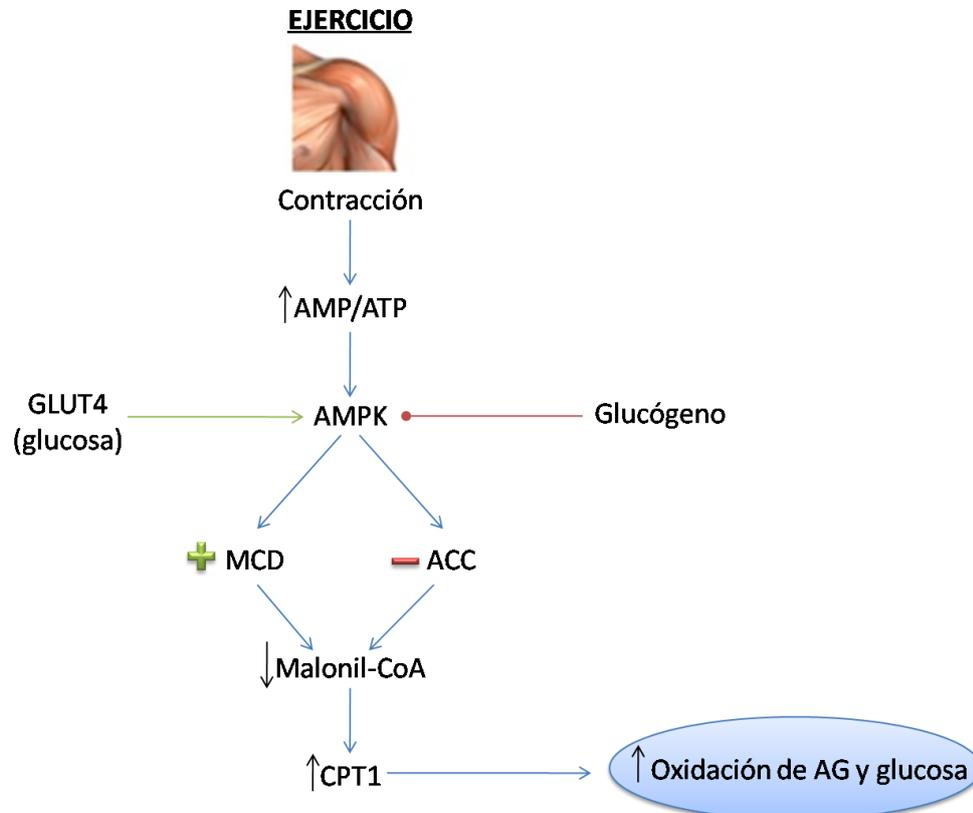 EJERCICIO
Contracción
↑AMP/ATP
GLUT4
(glucosa)
AMPK
Glucógeno
+ MCD
− ACC
↓Malonil-CoA
↑CPT1
↑ Oxidación de AG y glucosa